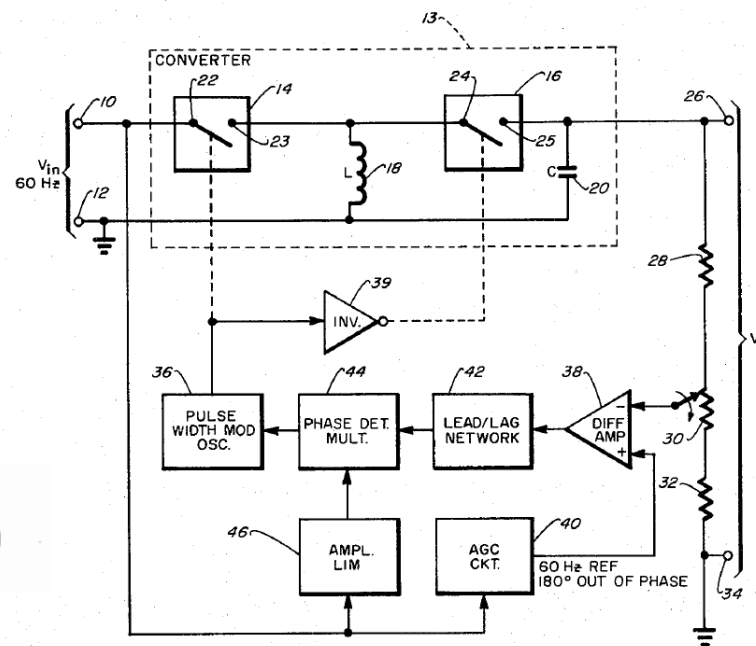 13
CONVERTER
22
14
24
16
10
23
25
26
V in
60 Hz
L
18
C
20
12
28
39
INV.
V
36
44
42
38
PULSE
WIDTH MOD
OSC.
PHASE DET.
MULT.
LEAD/LAG
NETWORK
DIFF
AMP
−
+
30
32
46
40
AMPL.
LIM
AGC
CKT.
60 Hz REF
180° OUT OF PHASE
34